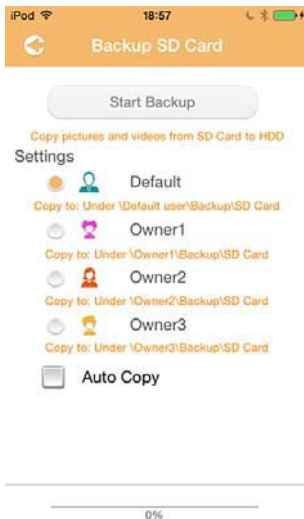 iPod 18:57
Backup SD Card
Start Backup
Copy pictures and videos from SD Card to HDD
Settings
Default
Copy to: Under \Default user\Backup\SD Card
Owner1
Copy to: Under \Owner1\Backup\SD Card
Owner2
Copy to: Under \Owner2\Backup\SD Card
Owner3
Copy to: Under \Owner3\Backup\SD Card
Auto Copy
0%